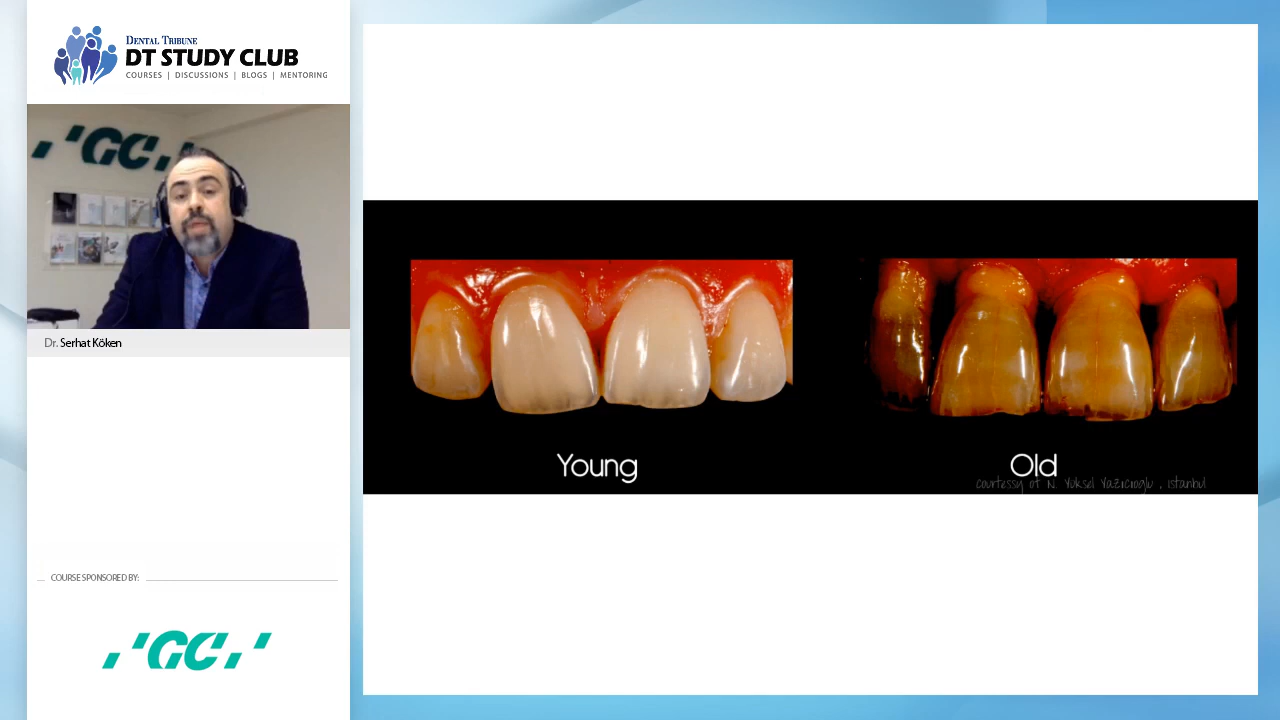 DENTAL TRIBUNE
DT STUDY CLUB
COURSES | DISCUSSIONS | BLOGS | MENTORING
GC
Dr. Serhat Köken
COURSE SPONSORED BY:
GC
Young
Old
courtessy of N. Yüksel Yazıcıoglu , istanbul